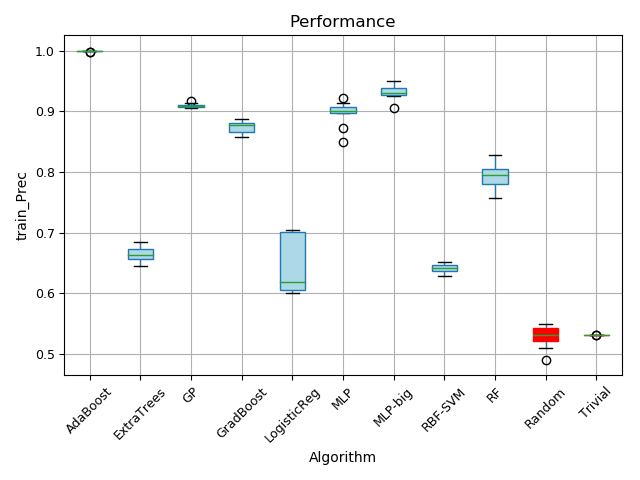 Performance
train_Prec
1.0
0.9
0.8
0.7
0.6
0.5
AdaBoost
ExtraTrees
GP
GradBoost
LogisticReg
MLP
MLP-big
RBF-SVM
RF
Random
Trivial
Algorithm